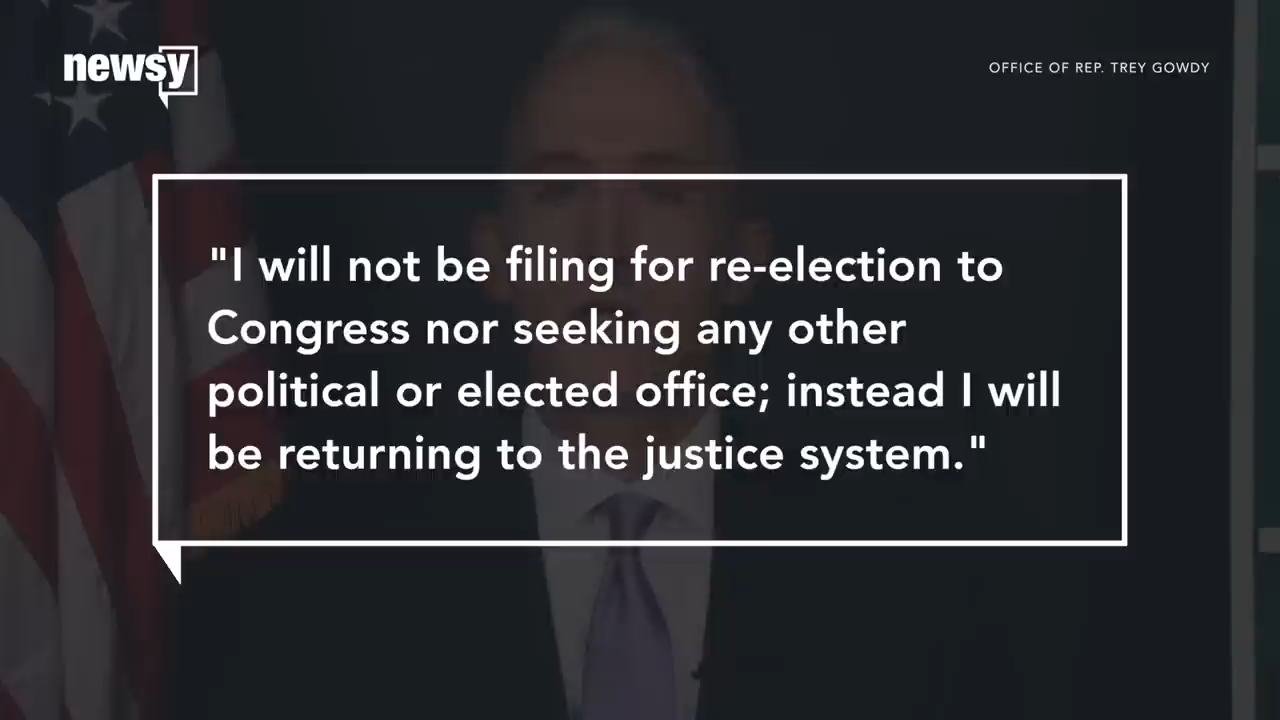 newsy
OFFICE OF REP. TREY GOWDY
"I will not be filing for re-election to
Congress nor seeking any other
political or elected office; instead I will
be returning to the justice system."